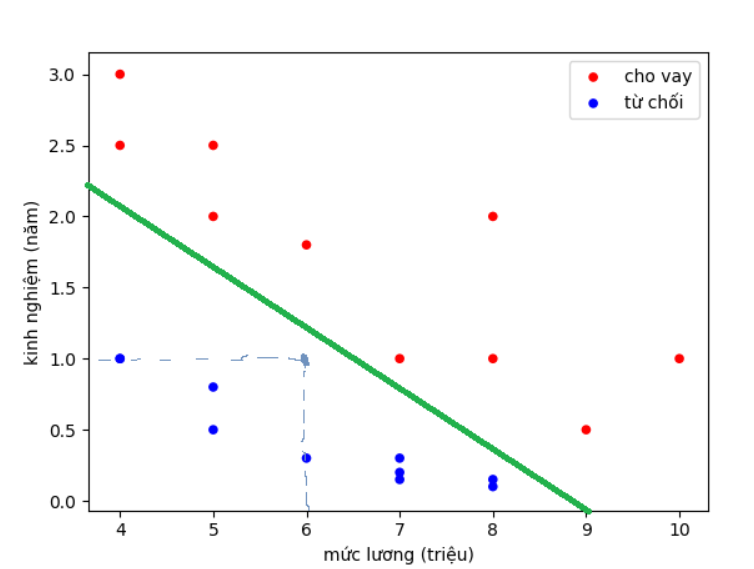 cho vay
từ chối
kinh nghiệm (năm)
3.0
2.5
2.0
1.5
1.0
0.5
0.0
4 5 6 7 8 9 10
mức lương (triệu)